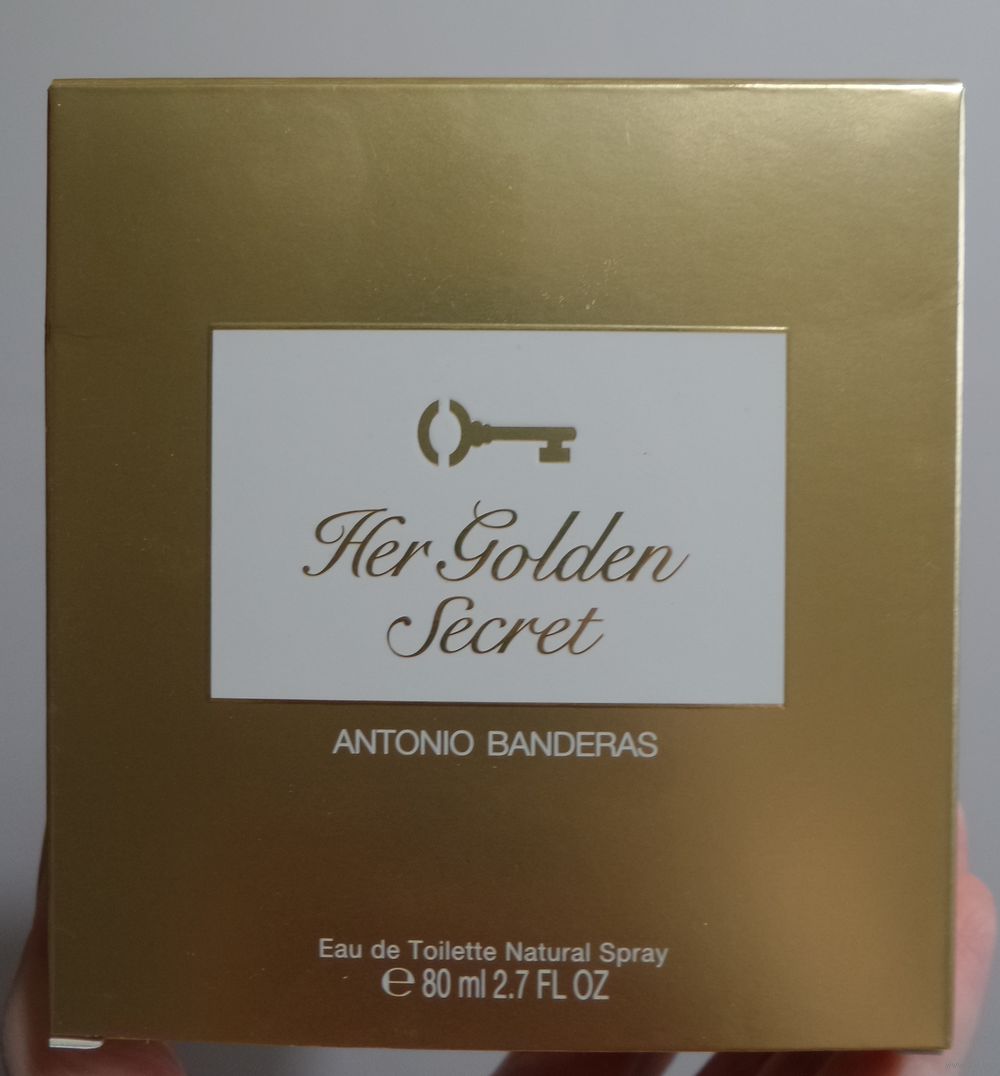 Her Golden
Secret
ANTONIO BANDERAS
Eau de Toilette Natural Spray
℮ 80 ml 2.7 FL OZ